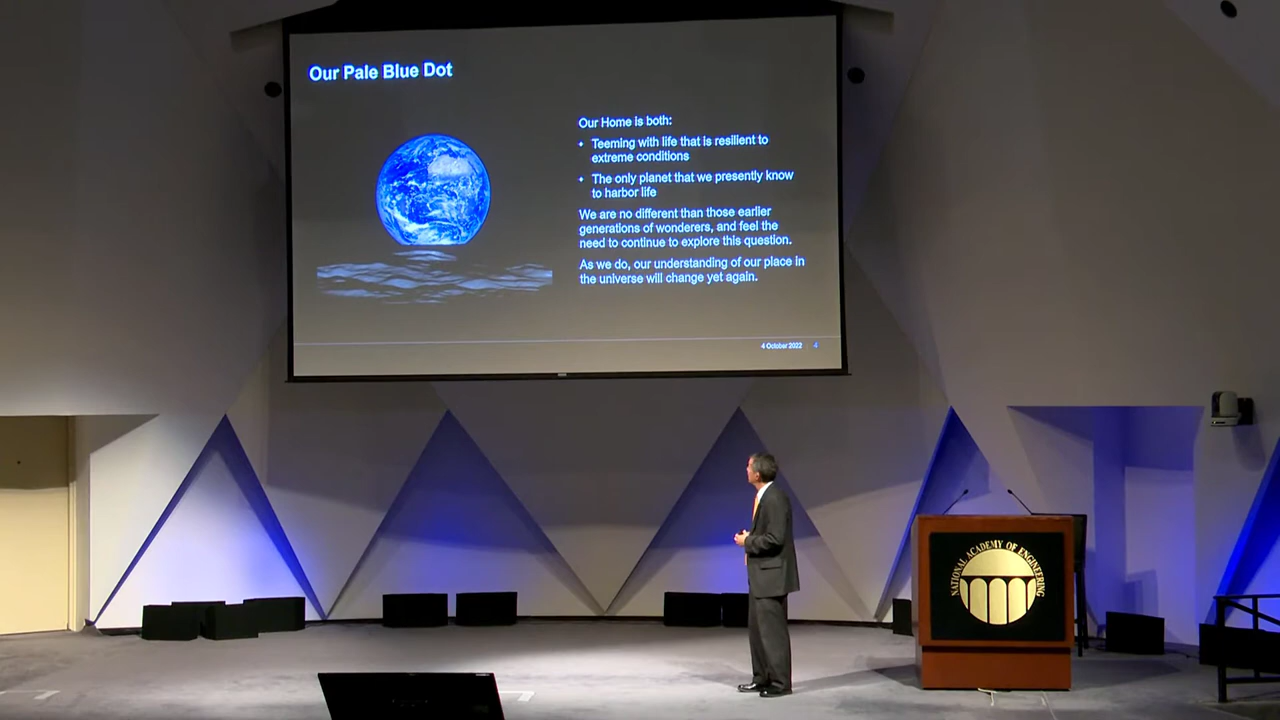 Our Pale Blue Dot
Our Home is both:
• Teeming with life that is resilient to
extreme conditions
• The only planet that we presently know
to harbor life
We are no different than those earlier
generations of wonderers, and feel the
need to continue to explore this question.
As we do, our understanding of our place in
the universe will change yet again.
4 October 2022 4
NATIONAL ACADEMY OF ENGINEERING